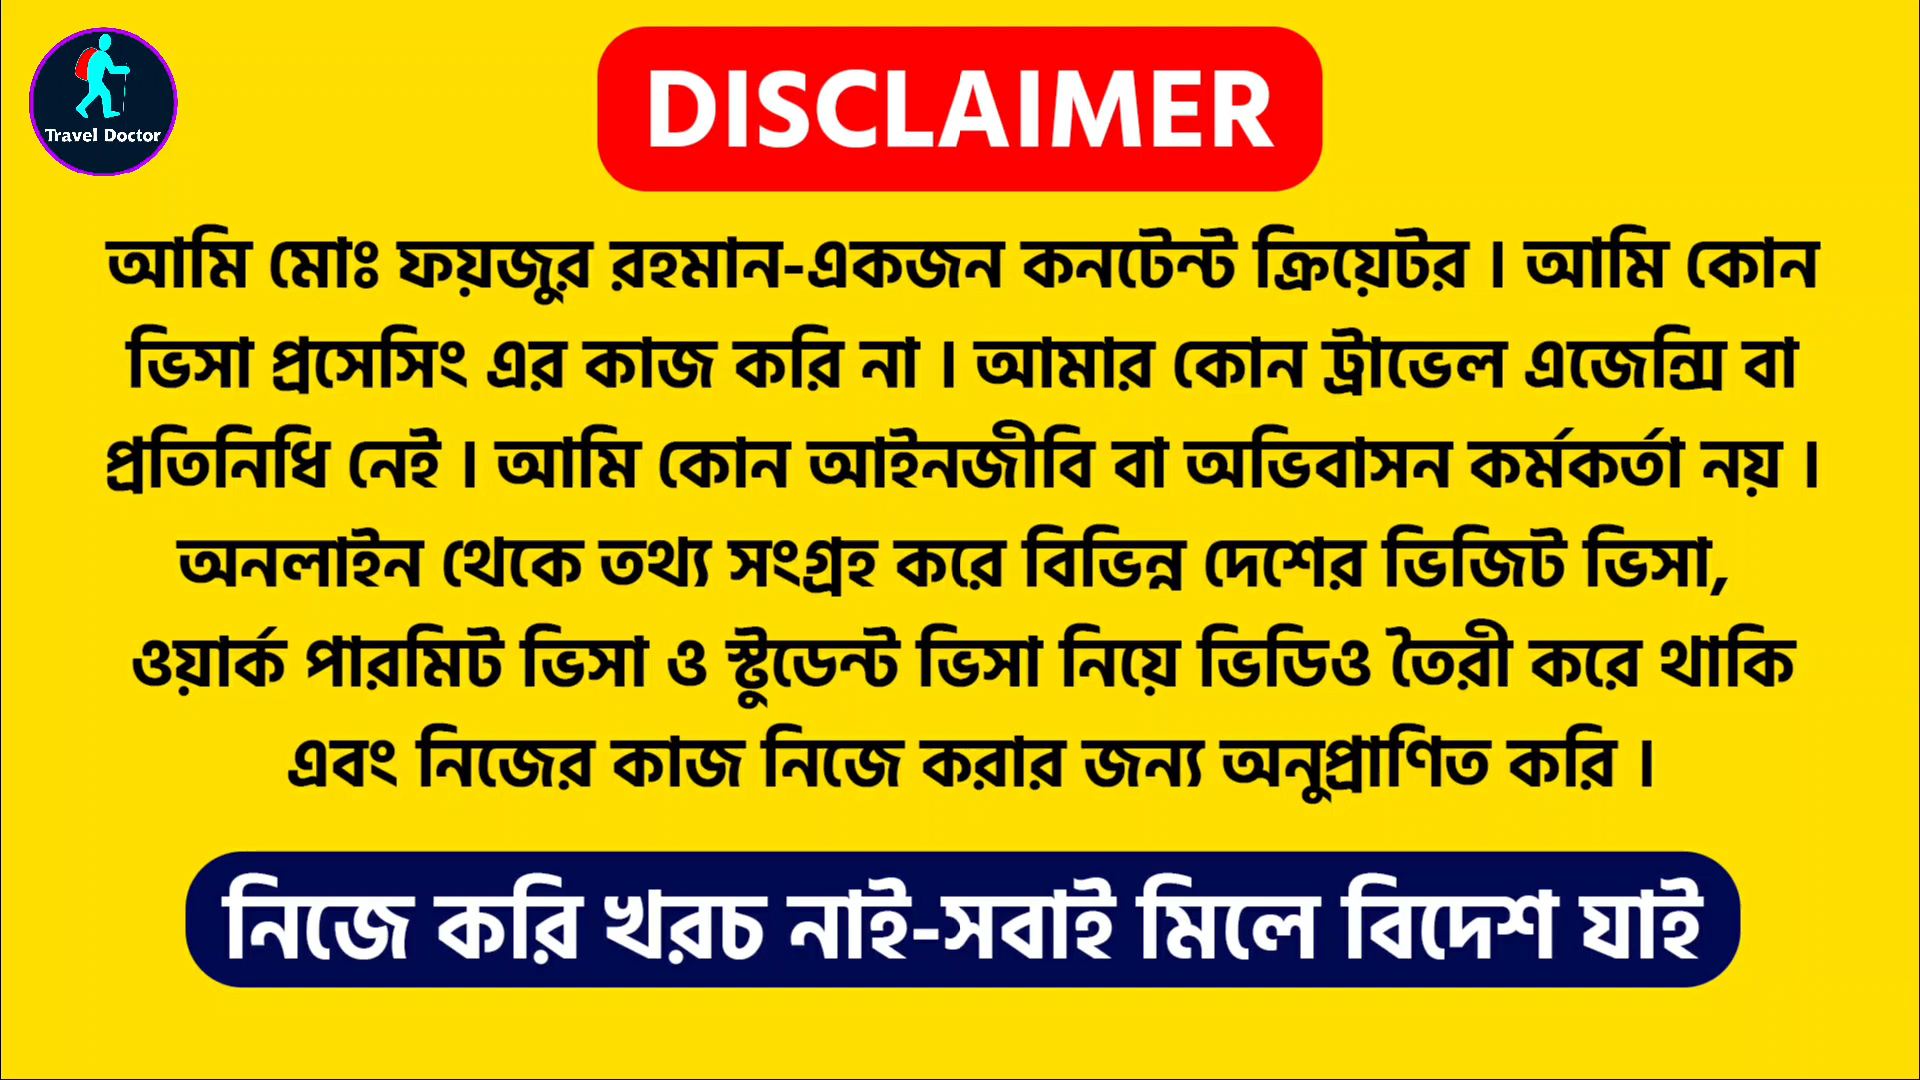 Travel Doctor
DISCLAIMER
আমি মোঃ ফয়জুর রহমান-একজন কনটেন্ট ক্রিয়েটর । আমি কোন
ভিসা প্রসেসিং এর কাজ করি না । আমার কোন ট্রাভেল এজেন্সি বা
প্রতিনিধি নেই । আমি কোন আইনজীবি বা অভিবাসন কর্মকর্তা নয় ।
অনলাইন থেকে তথ্য সংগ্রহ করে বিভিন্ন দেশের ভিজিট ভিসা,
ওয়ার্ক পারমিট ভিসা ও স্টুডেন্ট ভিসা নিয়ে ভিডিও তৈরী করে থাকি
এবং নিজের কাজ নিজে করার জন্য অনুপ্রাণিত করি ।
নিজে করি খরচ নাই-সবাই মিলে বিদেশ যাই